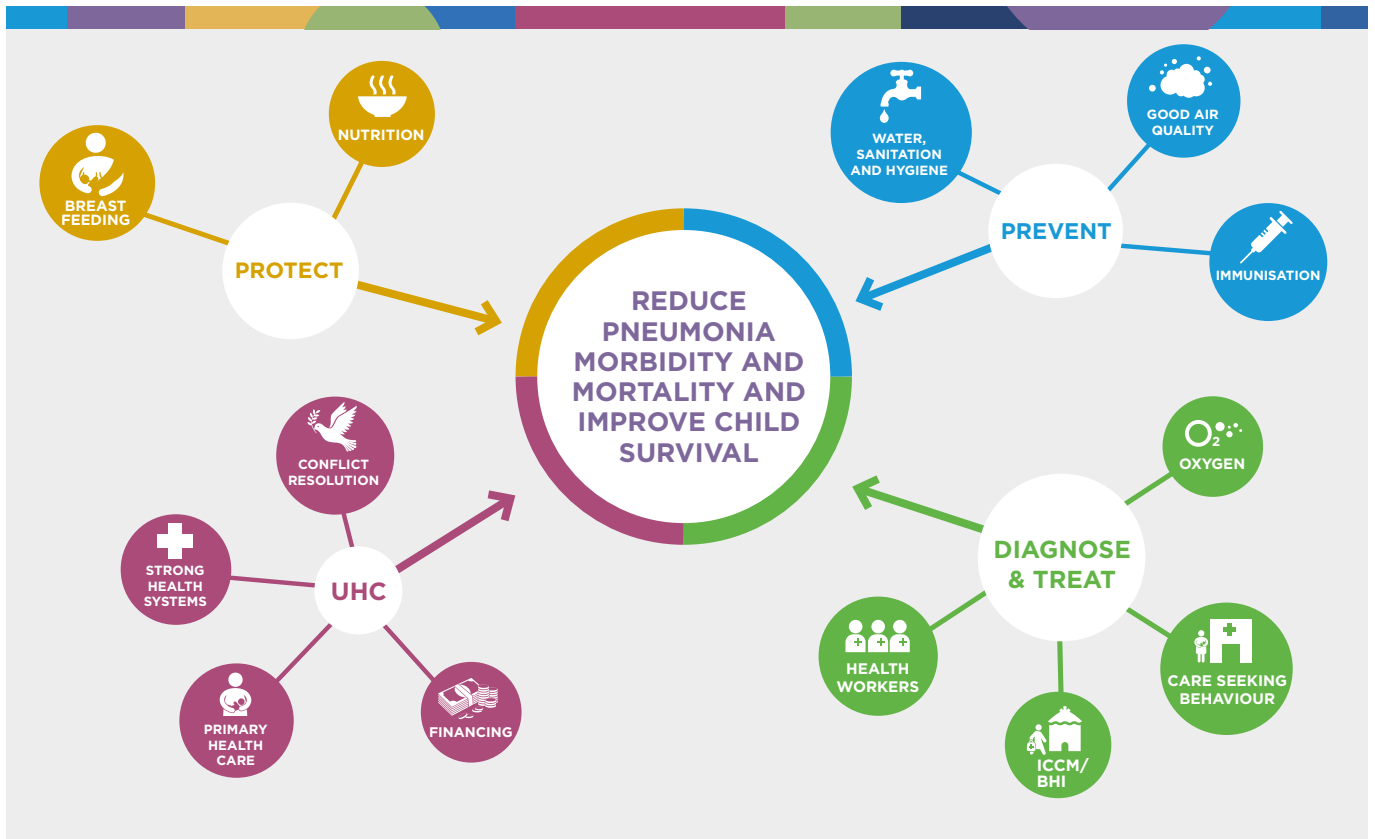 NUTRITION
BREAST
FEEDING
PROTECT
WATER,
SANITATION
AND HYGIENE
GOOD AIR
QUALITY
PREVENT
IMMUNISATION
REDUCE
PNEUMONIA
MORBIDITY AND
MORTALITY AND
IMPROVE CHILD
SURVIVAL
CONFLICT
RESOLUTION
STRONG
HEALTH
SYSTEMS
UHC
PRIMARY
HEALTH
CARE
FINANCING
O2
OXYGEN
DIAGNOSE
& TREAT
HEALTH
WORKERS
CARE SEEKING
BEHAVIOUR
ICCM/
BHI